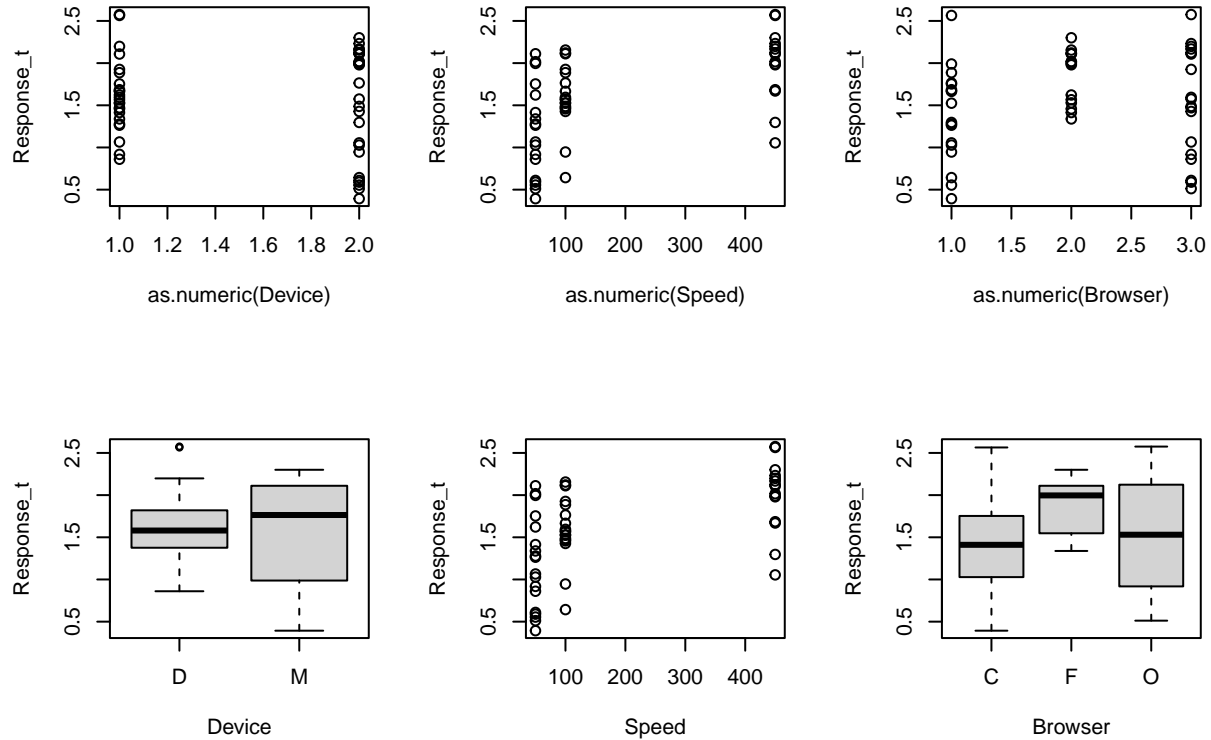 Response_t
2.5
1.5
0.5
1.0 1.2 1.4 1.6 1.8 2.0
as.numeric(Device)
Response_t
2.5
1.5
0.5
100 200 300 400
as.numeric(Speed)
Response_t
2.5
1.5
0.5
1.0 1.5 2.0 2.5 3.0
as.numeric(Browser)
Response_t
2.5
1.5
0.5
D M
Device
Response_t
2.5
1.5
0.5
100 200 300 400
Speed
Response_t
2.5
1.5
0.5
C F O
Browser